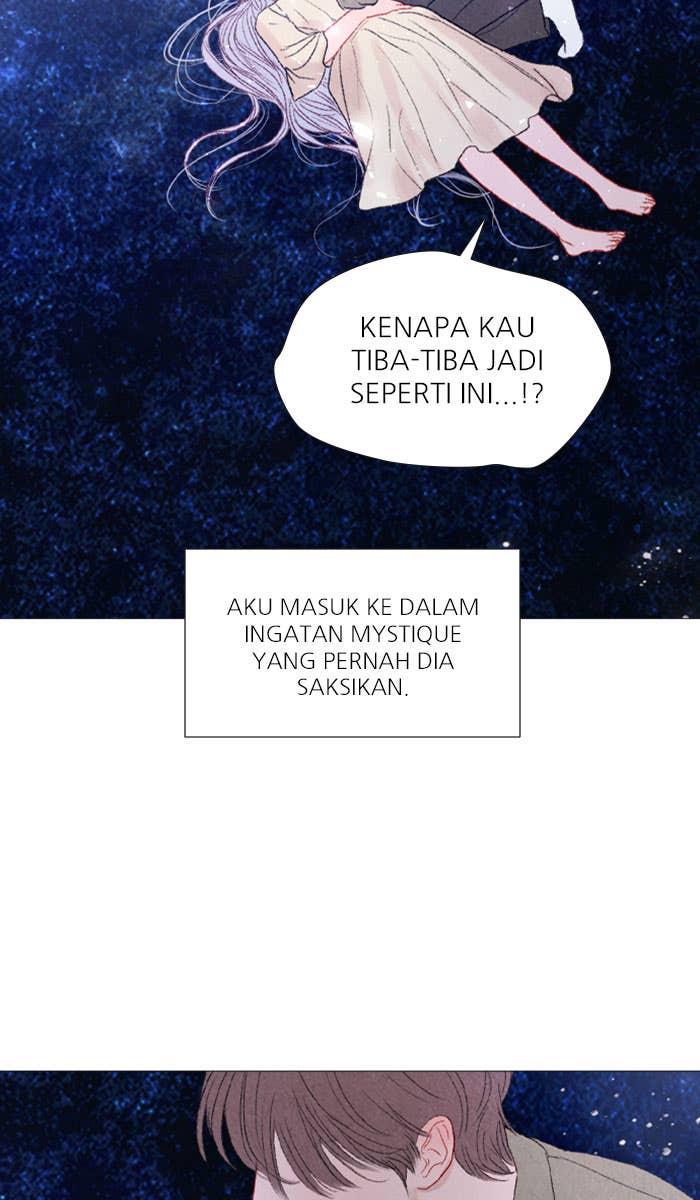 KENAPA KAU
TIBA-TIBA JADI
SEPERTI INI...!?
AKU MASUK KE DALAM
INGATAN MYSTIQUE
YANG PERNAH DIA
SAKSIKAN.